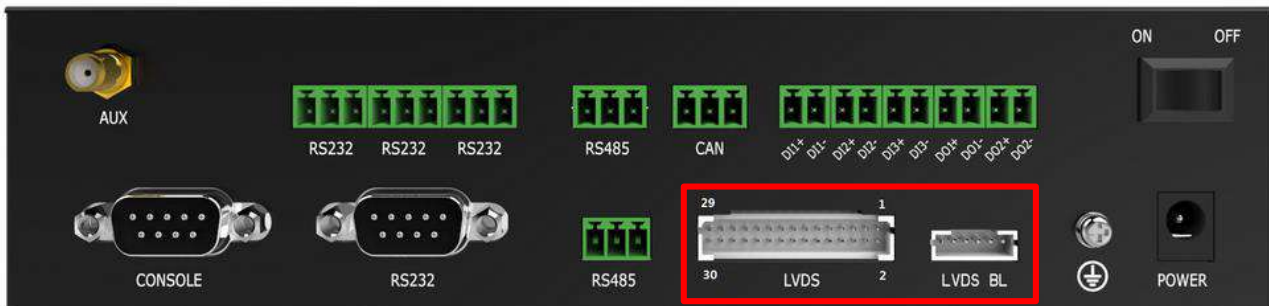 ON OFF
AUX
RS232 RS232 RS232 RS485 CAN DI1+ DI1- DI2+ DI2- DI3+ DI3- DO1+ DO1- DO2+ DO2-
29 1
30 2
CONSOLE RS232 RS485 LVDS LVDS BL POWER